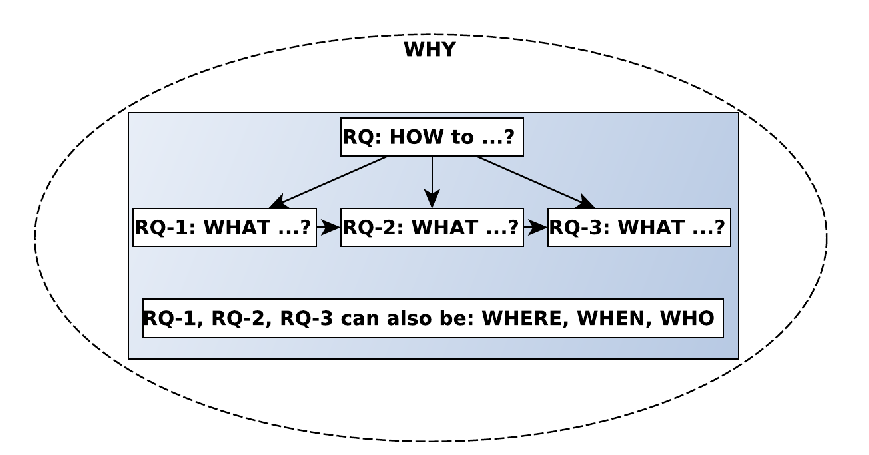 WHY
RQ: HOW to ...?
RQ-1: WHAT ...?
RQ-2: WHAT ...?
RQ-3: WHAT ...?
RQ-1, RQ-2, RQ-3 can also be: WHERE, WHEN, WHO